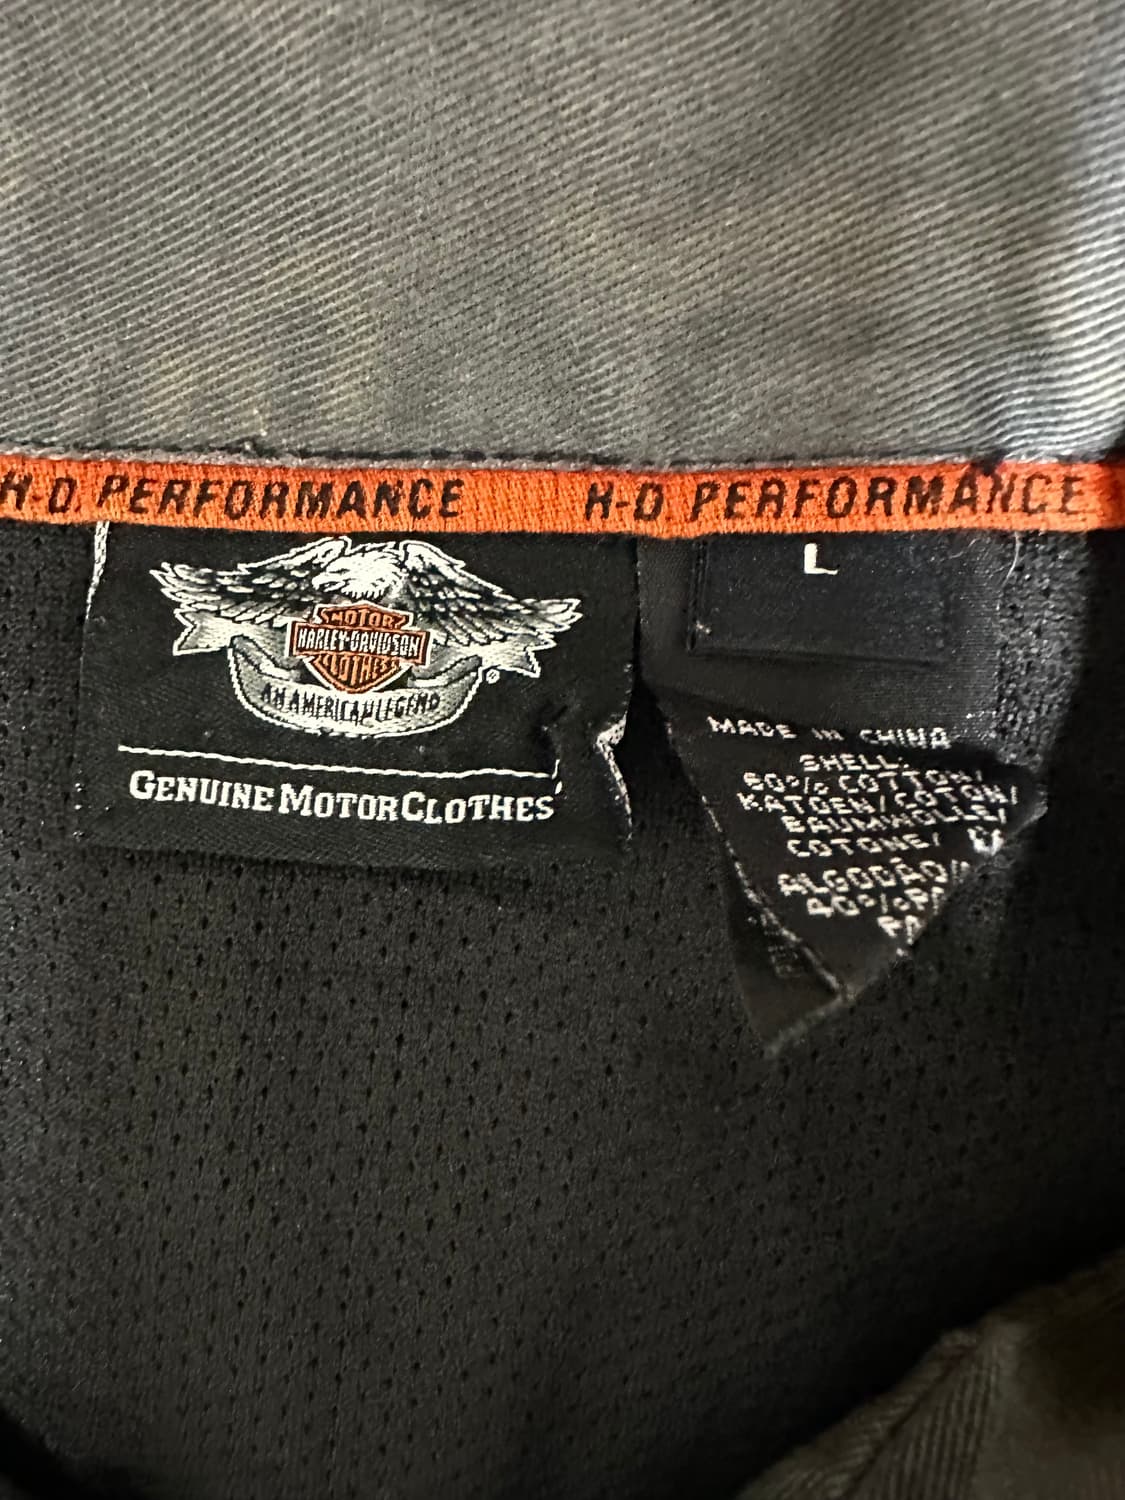 H-D. PERFORMANCE H-D. PERFORMANCE
MOTOR
HARLEY-DAVIDSON
CLOTHES
®
AN AMERICAN LEGEND
GENUINE MOTORCLOTHES
L
MADE IN CHINA
SHELL:
60% COTTON/
KATOEN/COTON/
BAUMWOLLE/
COTONE/
ALGODÃO/
40%